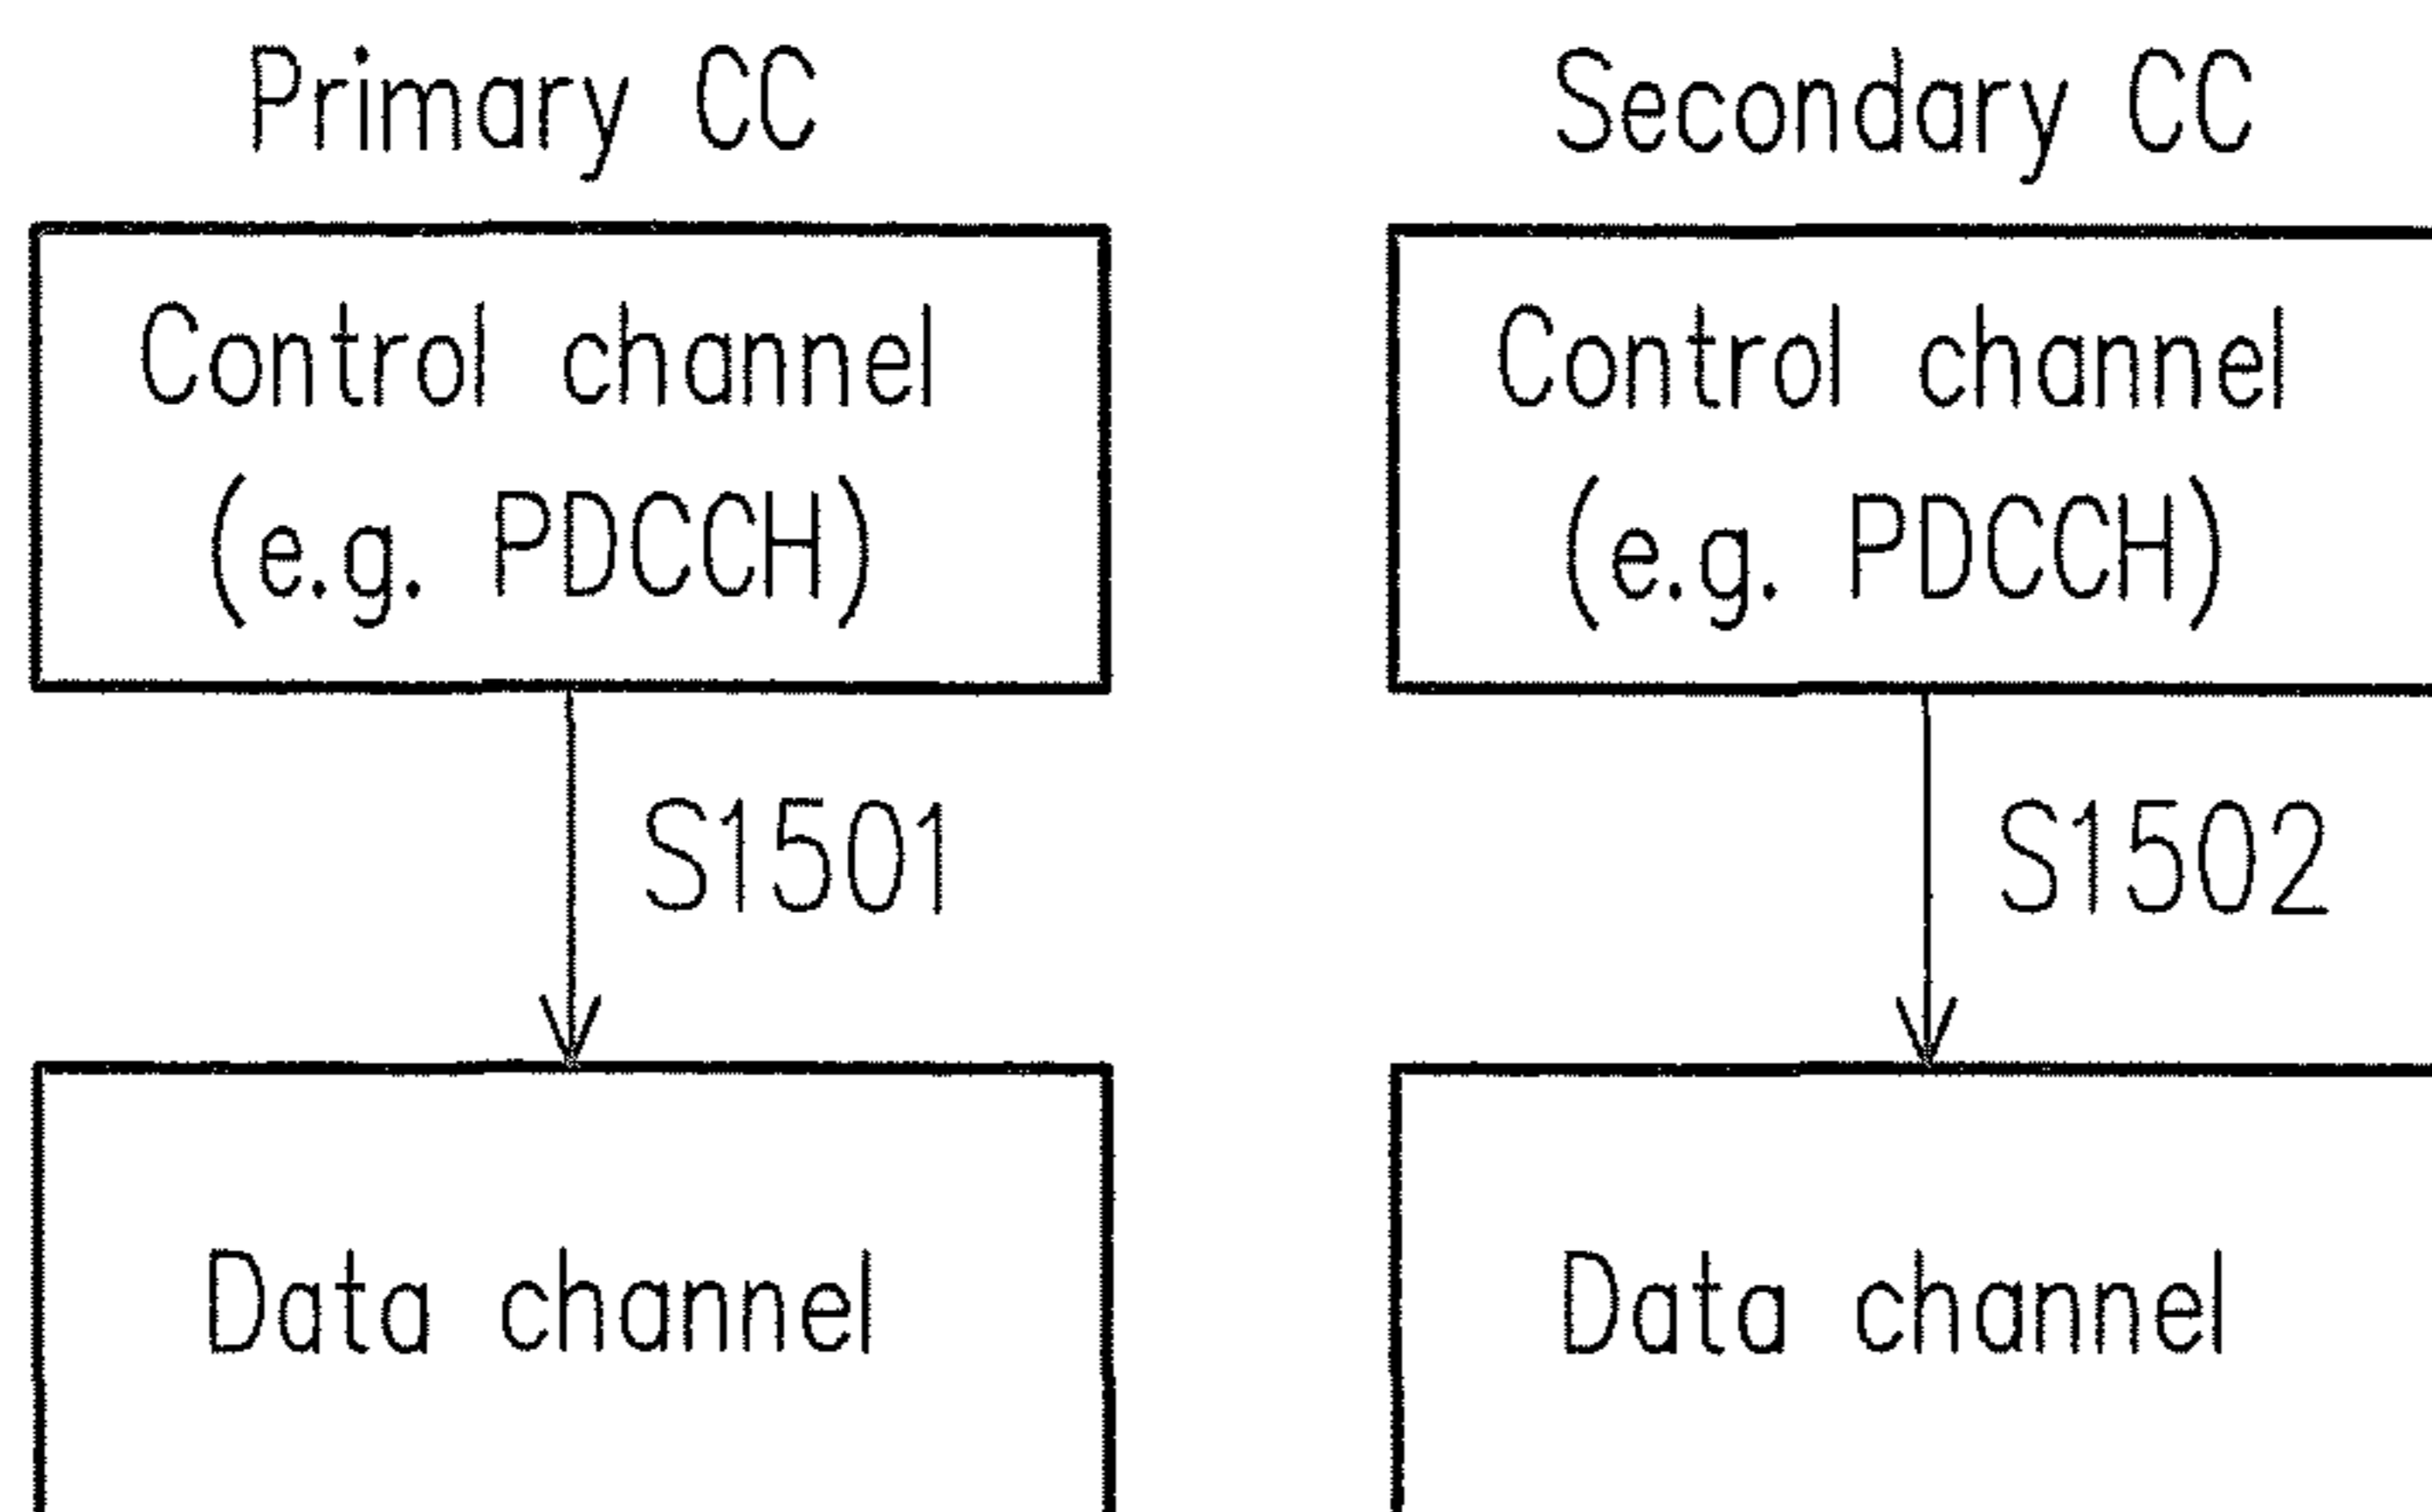 Primary CC
Secondary CC
Control channel
(e.g. PDCCH)
Control channel
(e.g. PDCCH)
S1501
S1502
Data channel
Data channel